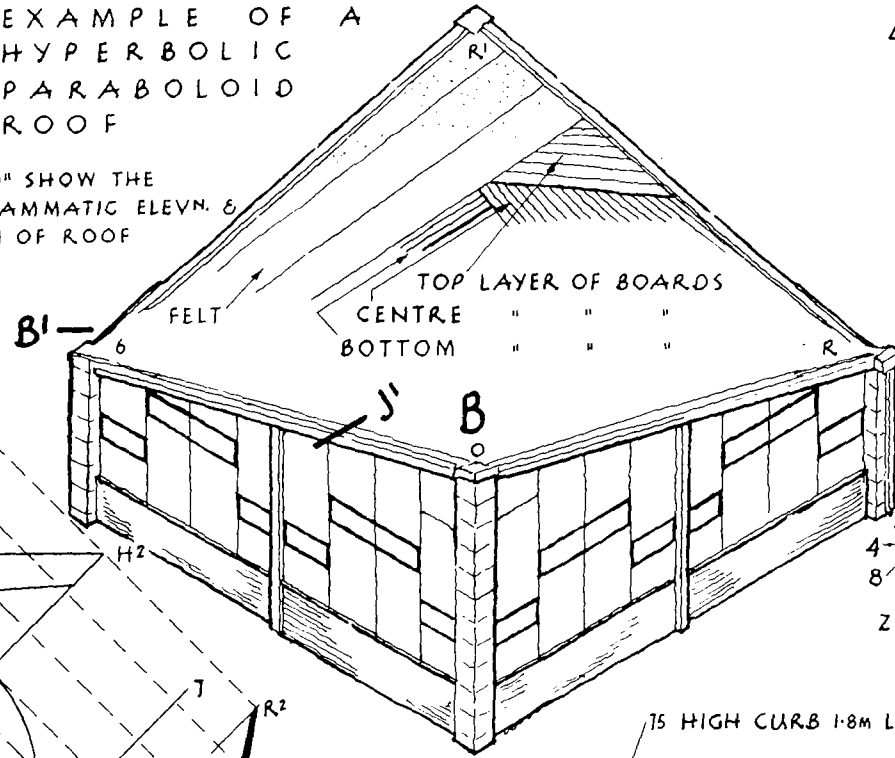 EXAMPLE OF A
HYPERBOLIC
PARABOLOID
ROOF
" SHOW THE
AMMATIC ELEVN. &
OF ROOF
R¹
TOP LAYER OF BOARDS
FELT
CENTRE " " "
BOTTOM " " "
B¹
6
R
J¹
B
O
H²
4
8
Z
J
R²
75 HIGH CURB 1·8M L